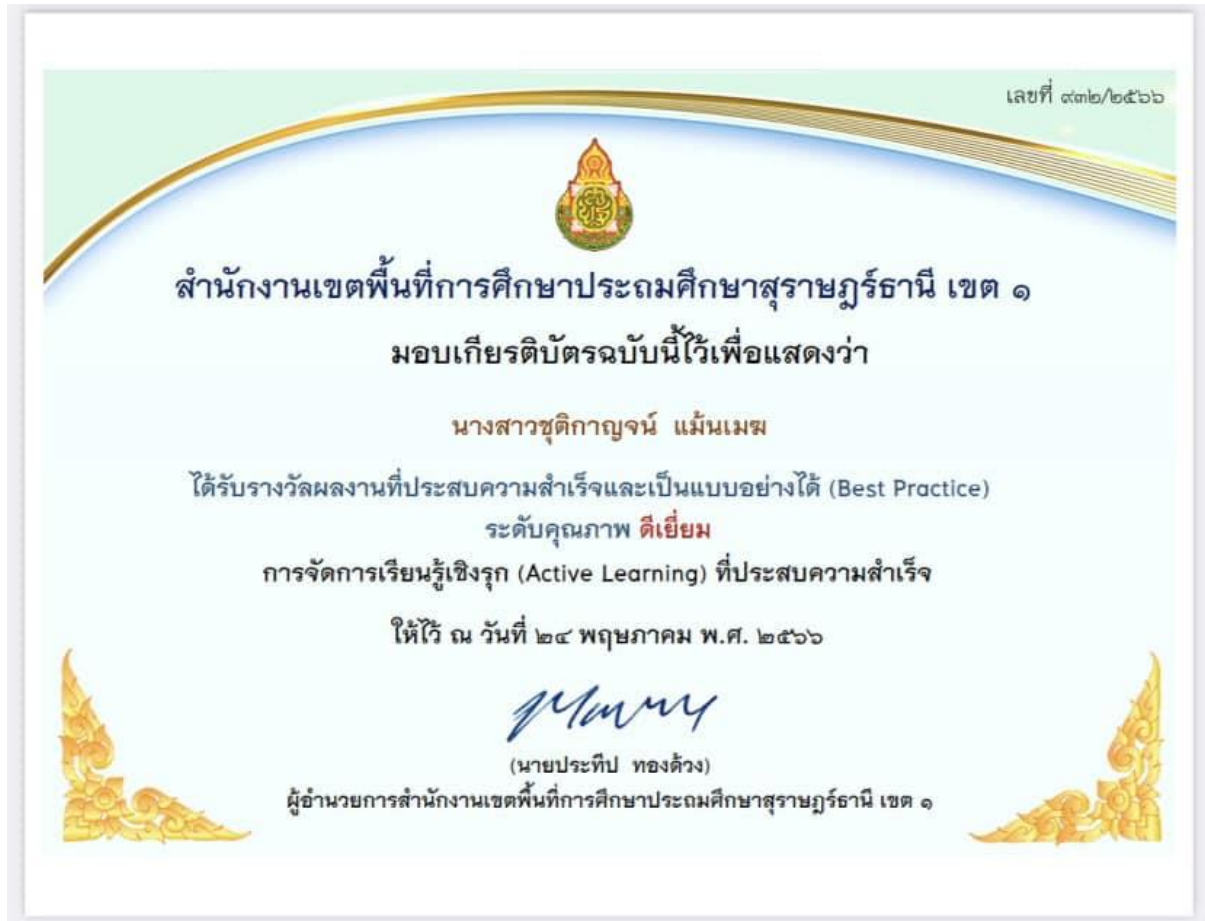 เลขที่ ๙๓๒/๒๕๖๖
สำนักงานเขตพื้นที่การศึกษาประถมศึกษาสุราษฎร์ธานี เขต ๑
มอบเกียรติบัตรฉบับนี้ไว้เพื่อแสดงว่า
นางสาวชุติกาญจน์ แม้นเมฆ
ได้รับรางวัลผลงานที่ประสบความสำเร็จและเป็นแบบอย่างได้ (Best Practice)
ระดับคุณภาพ ดีเยี่ยม
การจัดการเรียนรู้เชิงรุก (Active Learning) ที่ประสบความสำเร็จ
ให้ไว้ ณ วันที่ ๒๔ พฤษภาคม พ.ศ. ๒๕๖๖
(นายประทีป ทองด้วง)
ผู้อำนวยการสำนักงานเขตพื้นที่การศึกษาประถมศึกษาสุราษฎร์ธานี เขต ๑